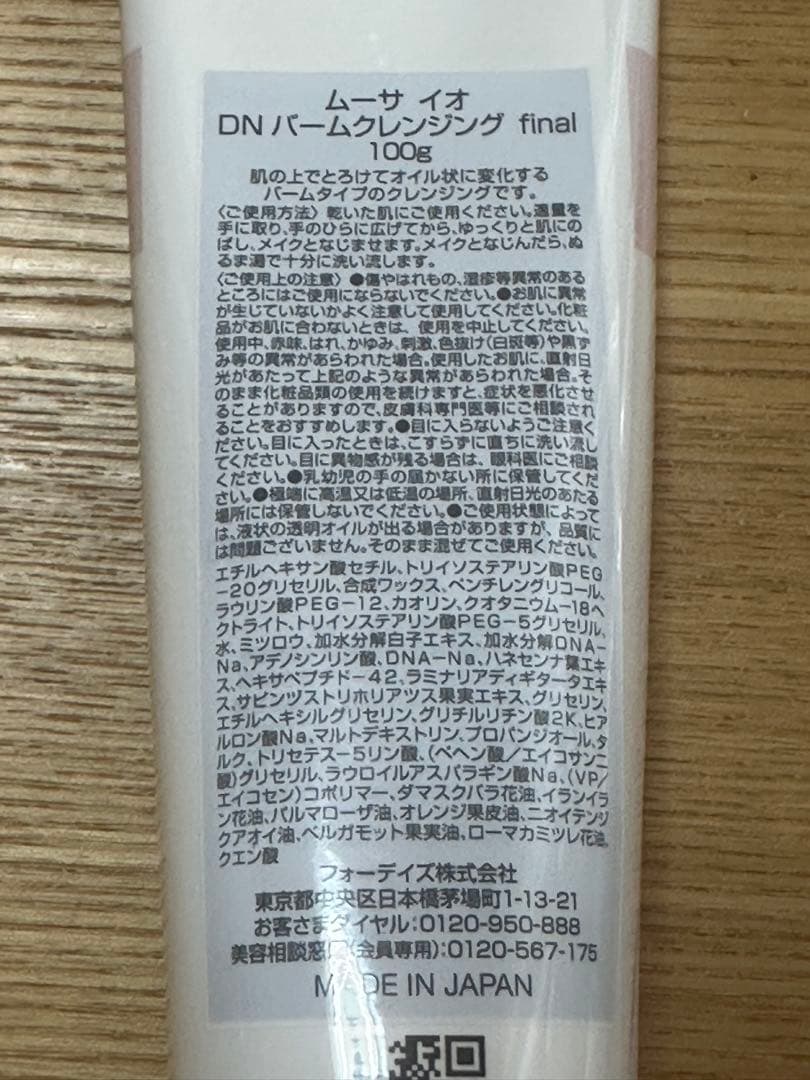 ムーサ イオ
DN バームクレンジング final
100g
肌の上でとろけてオイル状に変化する
バームタイプのクレンジングです。
〈ご使用方法〉乾いた肌にご使用ください。適量を
手に取り、手のひらに広げてから、ゆっくりと肌にの
ばし、メイクとなじませます。メイクとなじんだら、ぬ
るま湯で十分に洗い流します。
〈ご使用上の注意〉●傷やはれもの、湿疹等異常のある
ところにはご使用にならないでください。●お肌に異常
が生じていないかよく注意して使用してください。化粧
品がお肌に合わないときは、使用を中止してください。
使用中、赤味、はれ、かゆみ、刺激、色抜け(白斑等)や黒ず
み等の異常があらわれた場合。使用したお肌に、直射日
光があたって上記のような異常があらわれた場合。そ
のまま化粧品類の使用を続けますと、症状を悪化させ
ることがありますので、皮膚科専門医等にご相談され
ることをおすすめします。●目に入らないようご注意く
ださい。目に入ったときは、こすらずに直ちに洗い流し
てください。目に異物感が残る場合は、眼科医にご相談
ください。●乳幼児の手の届かない所に保管してくだ
さい。●極端に高温又は低温の場所、直射日光のあたる
場所には保管しないでください。●ご使用状態によって
は、液状の透明オイルが出る場合がありますが、品質に
は問題ございません。そのまま混ぜてご使用ください。
エチルヘキサン酸セチル、トリイソステアリン酸PEG
-20グリセリル、合成ワックス、ペンチレングリコール、
ラウリン酸PEG-12、カオリン、クオタニウム-18ヘ
クトライト、トリイソステアリン酸PEG-5グリセリル、
水、ミツロウ、加水分解白子エキス、加水分解DNA-
Na、アデノシンリン酸、DNA-Na、ハネセンナ葉エキ
ス、ヘキサペプチド-42、ラミナリアディギタータエキ
ス、サピンヅストリホリアツス果実エキス、グリセリン、
エチルヘキシルグリセリン、グリチルリチン酸2K、ヒア
ルロン酸Na、マルトデキストリン、プロパンジオール、タ
ルク、トリセテス-5リン酸、(ベヘン酸/エイコサン二
酸)グリセリル、ラウロイルアスパラギン酸Na、(VP/
エイコセン)コポリマー、ダマスクバラ花油、イランイラ
ン花油、パルマローザ油、オレンジ果皮油、ニオイテンジ
クアオイ油、ベルガモット果実油、ローマカミツレ花油、
クエン酸
フォーデイズ株式会社
東京都中央区日本橋茅場町1-13-21
お客さまダイヤル:0120-950-888
美容相談窓口(会員専用):0120-567-175
MADE IN JAPAN